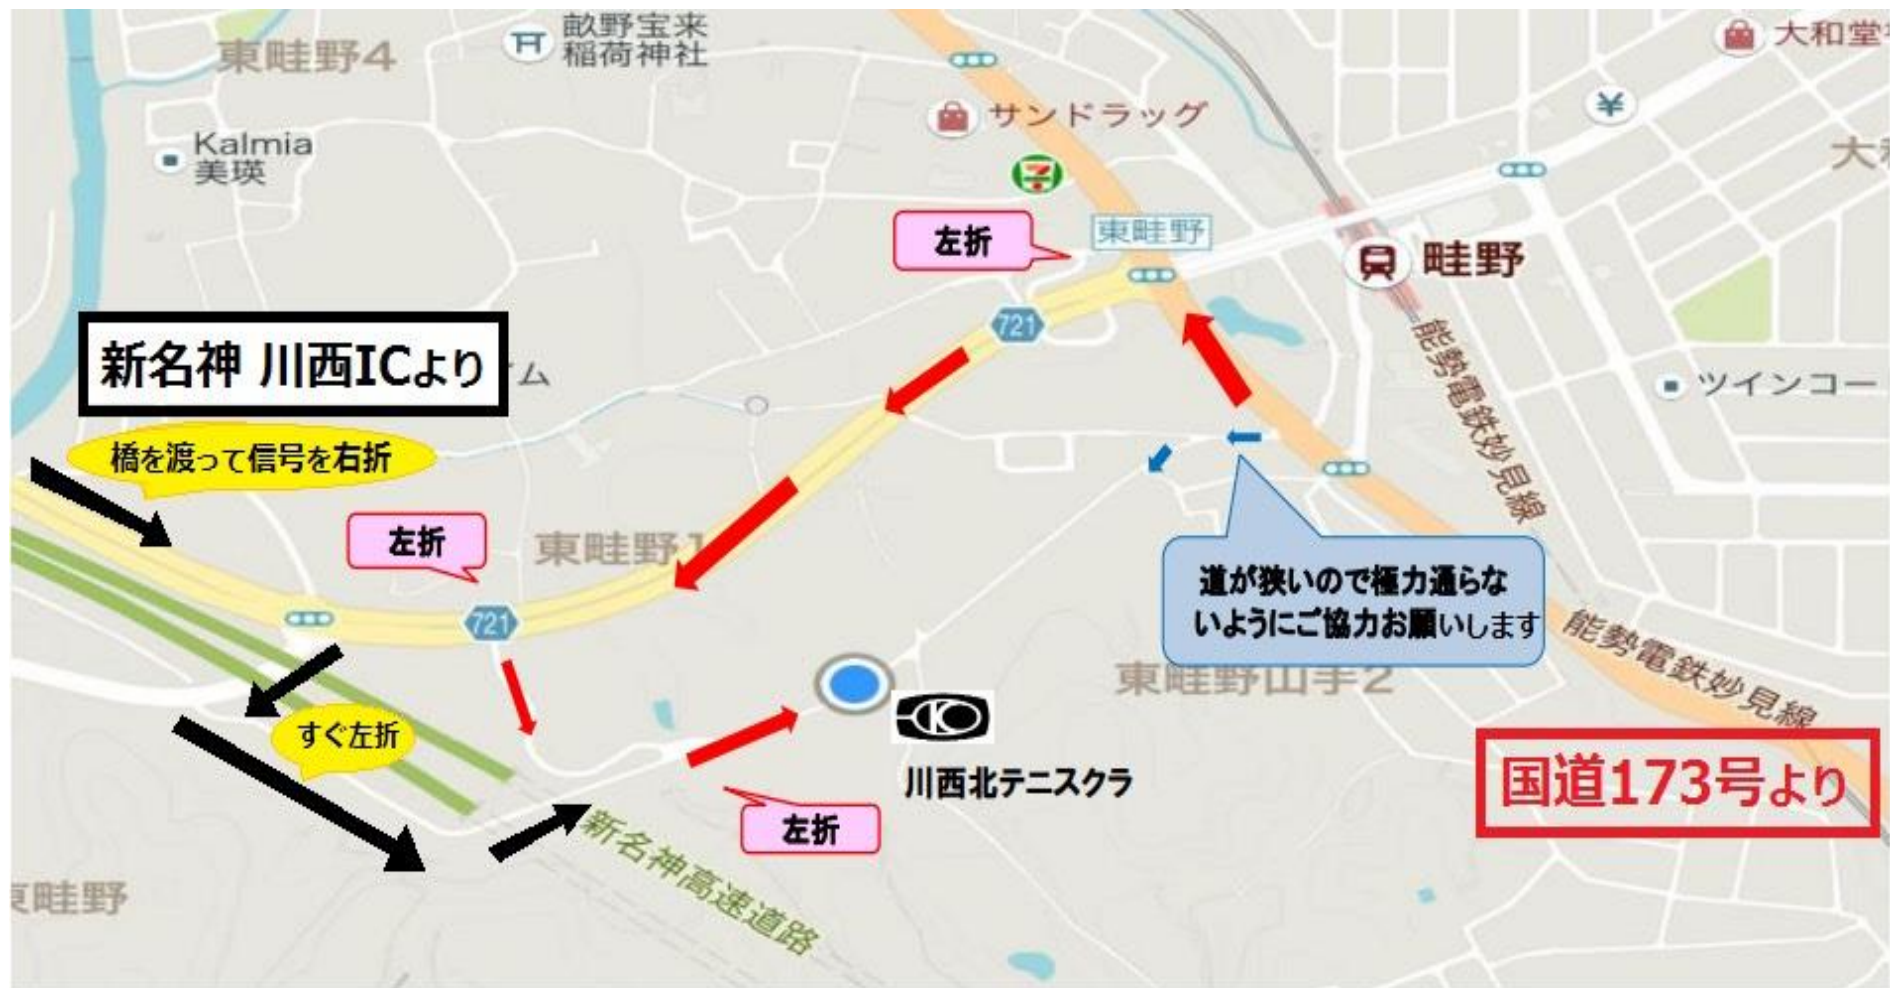 東畦野4
畝野宝来
稲荷神社
大和堂
サンドラッグ
¥
Kalmia
美瑛
大
7
左折
東畦野
畦野
721
新名神 川西ICより
ム
能勢電鉄妙見線
ツインコー
橋を渡って信号を右折
左折
東畦野1
721
道が狭いので極力通らな
いようにご協力お願いします
能勢電鉄妙見線
東畦野山手2
すぐ左折
川西北テニスクラ
左折
国道173号より
新名神高速道路
東畦野